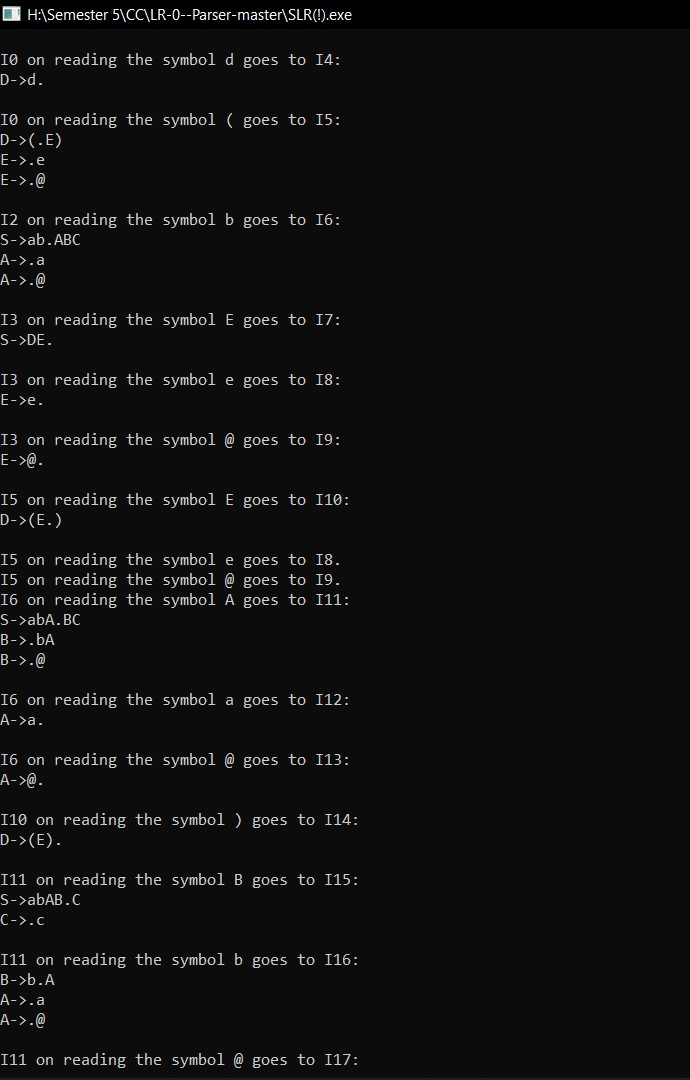 H:\Semester 5\CC\LR-0--Parser-master\SLR(!).exe
I0 on reading the symbol d goes to I4:
D->d.
I0 on reading the symbol ( goes to I5:
D->(.E)
E->.e
E->.@
I2 on reading the symbol b goes to I6:
S->ab.ABC
A->.a
A->.@
I3 on reading the symbol E goes to I7:
S->DE.
I3 on reading the symbol e goes to I8:
E->e.
I3 on reading the symbol @ goes to I9:
E->@.
I5 on reading the symbol E goes to I10:
D->(E.)
I5 on reading the symbol e goes to I8.
I5 on reading the symbol @ goes to I9.
I6 on reading the symbol A goes to I11:
S->abA.BC
B->.bA
B->.@
I6 on reading the symbol a goes to I12:
A->a.
I6 on reading the symbol @ goes to I13:
A->@.
I10 on reading the symbol ) goes to I14:
D->(E).
I11 on reading the symbol B goes to I15:
S->abAB.C
C->.c
I11 on reading the symbol b goes to I16:
B->b.A
A->.a
A->.@
I11 on reading the symbol @ goes to I17: